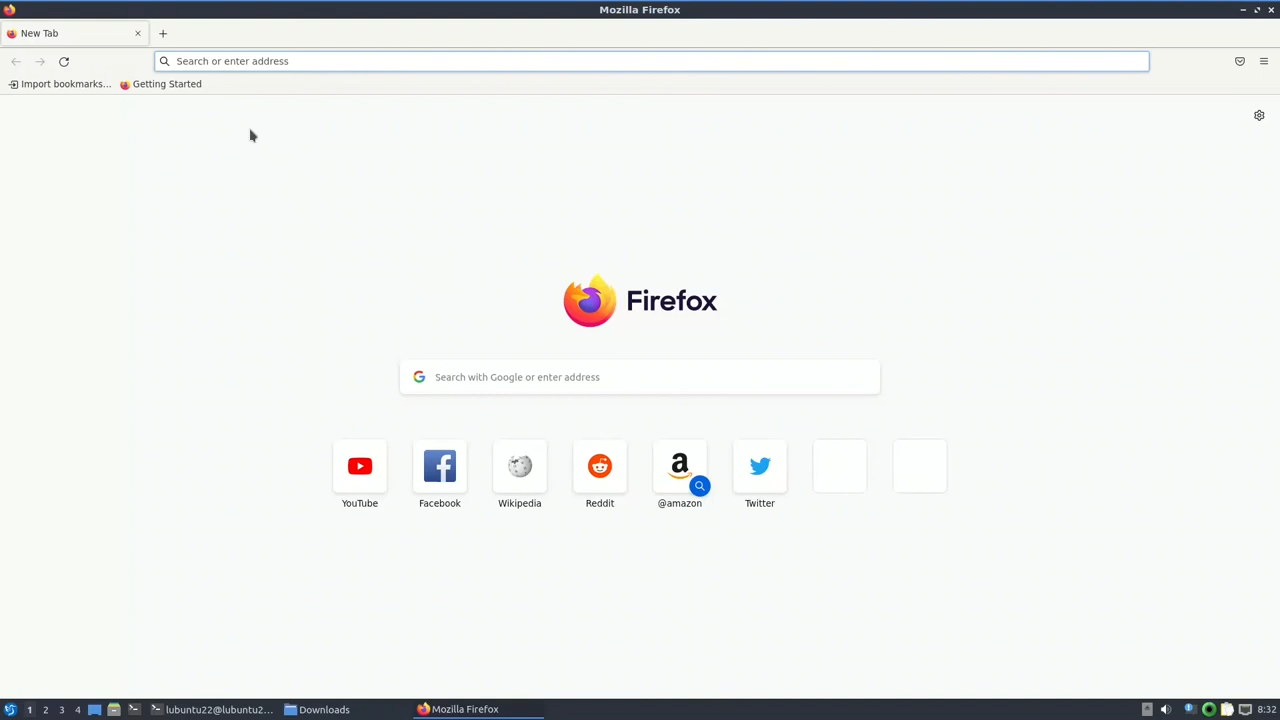 Mozilla Firefox
New Tab
Search or enter address
Import bookmarks...
Getting Started
Firefox
Search with Google or enter address
YouTube
Facebook
Wikipedia
Reddit
@amazon
Twitter
1 2 3 4 lubuntu22@lubuntu2... Downloads Mozilla Firefox 8:32